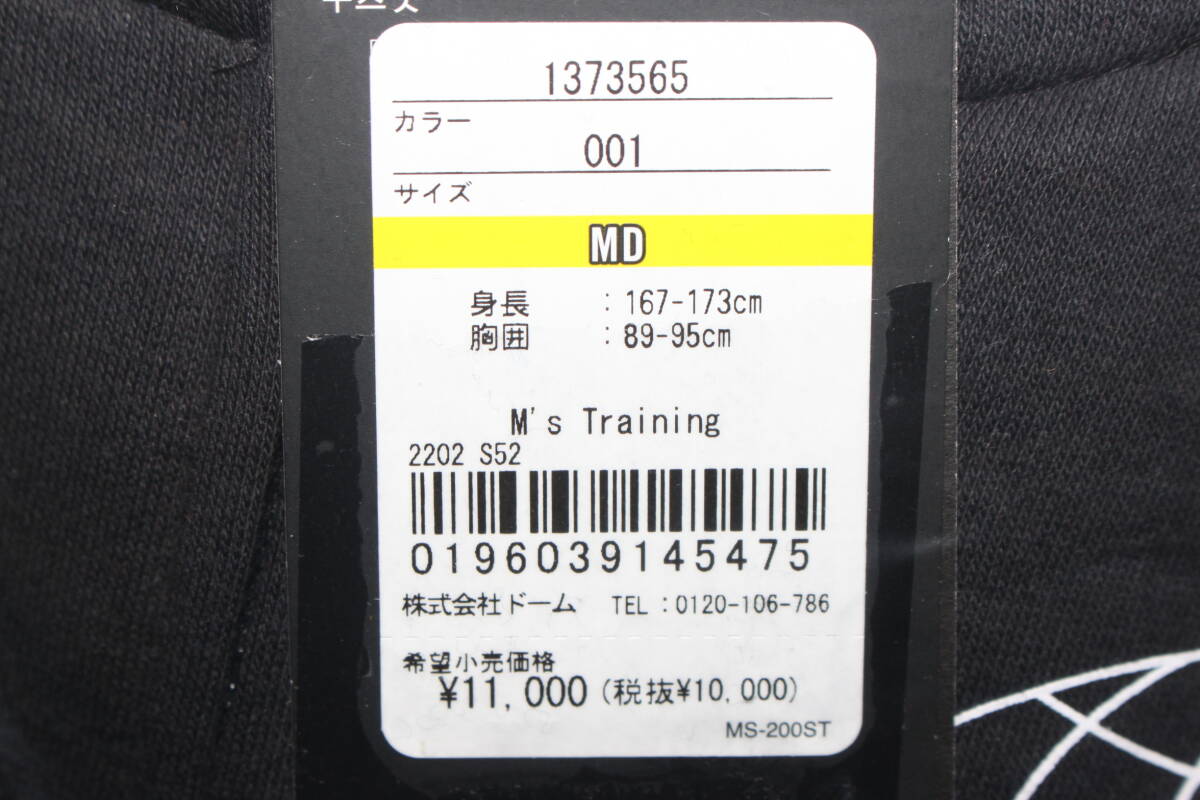 1373565
カラー
001
サイズ
MD
身長 : 167-173cm
胸囲 : 89-95cm
M's Training
2202 S52
0196039145475
株式会社ドーム TEL : 0120-106-786
希望小売価格
¥11,000 (税抜¥10,000)
MS-200ST